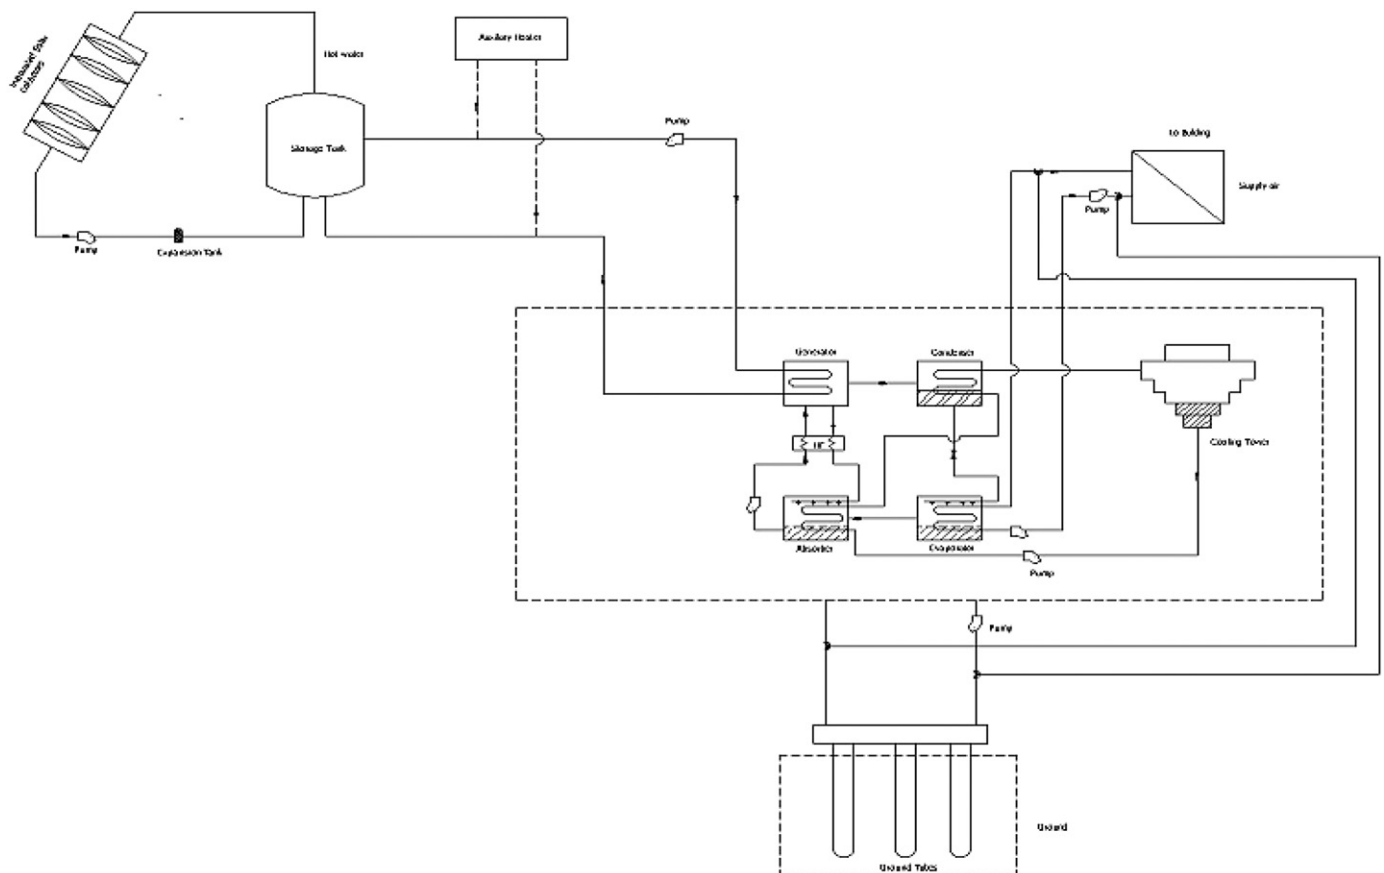 Hot water
Auxiliary Heater
Storage Tank
Pump
Expansion Tank
Pump
to Building
Supply air
Pump
Generator
Condenser
Cooling Tower
Absorber
Evaporator
Pump
Pump
Ground
Ground Tubes